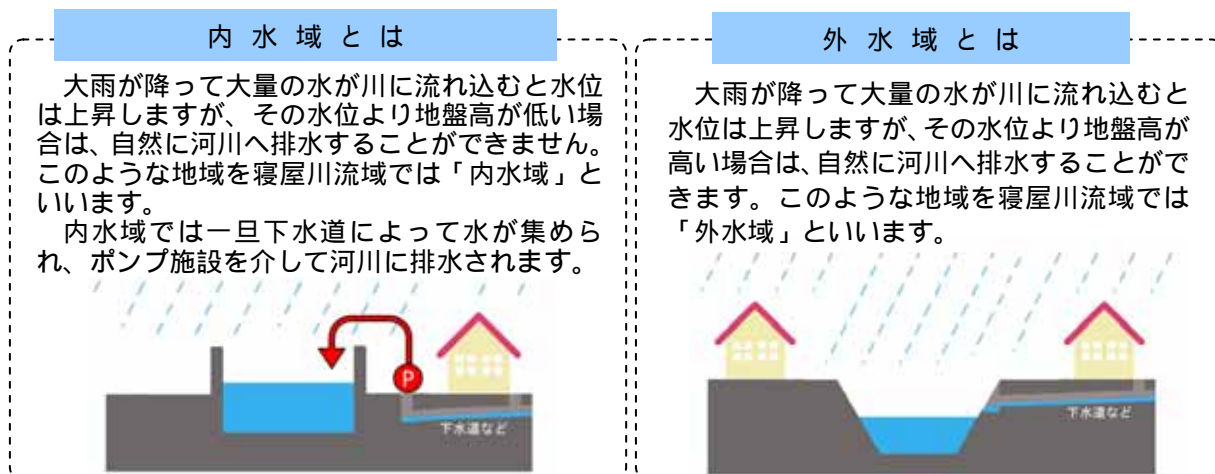 内水域とは
大雨が降って大量の水が川に流れ込むと水位
は上昇しますが、その水位より地盤高が低い場
合は、自然に河川へ排水することができません。
このような地域を寝屋川流域では「内水域」と
いいます。
内水域では一旦下水道によって水が集めら
れ、ポンプ施設を介して河川に排水されます。
P
下水道など
外水域とは
大雨が降って大量の水が川に流れ込むと
水位は上昇しますが、その水位より地盤高が
高い場合は、自然に河川へ排水することがで
きます。このような地域を寝屋川流域では
「外水域」といいます。
下水道など